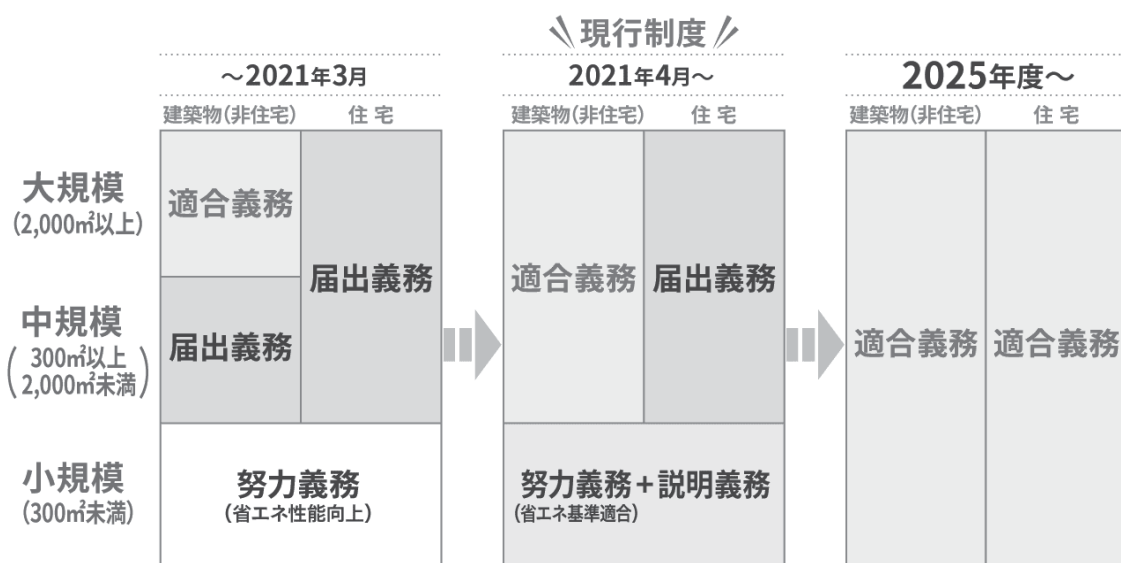 現行制度
～2021年3月
2021年4月～
2025年度～
建築物(非住宅)
住 宅
建築物(非住宅)
住 宅
建築物(非住宅)
住 宅
大規模
(2,000㎡以上)
中規模
300㎡以上
2,000㎡未満
小規模
(300㎡未満)
適合義務
届出義務
届出義務
努力義務
(省エネ性能向上)
適合義務
届出義務
努力義務+説明義務
(省エネ基準適合)
適合義務
適合義務